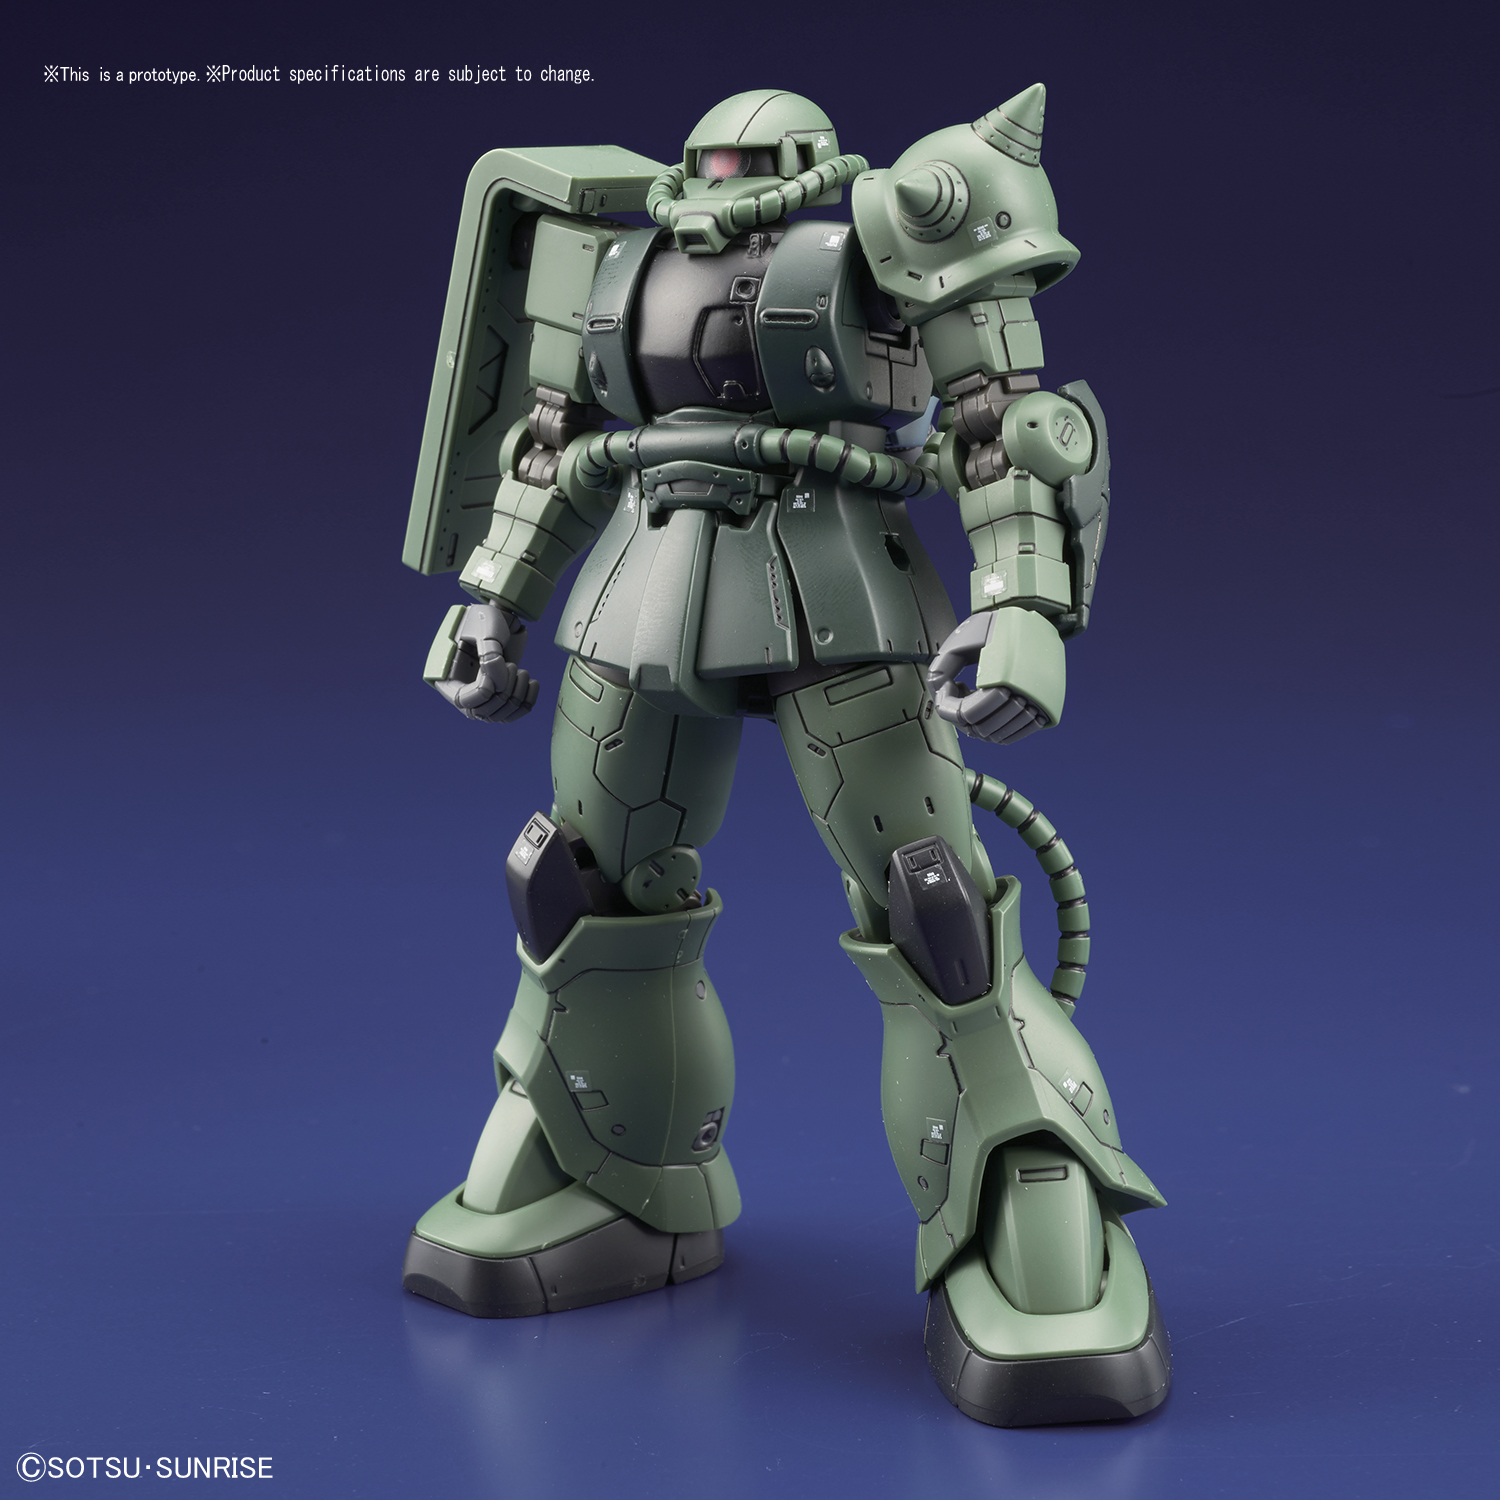 ※This is a prototype. ※Product specifications are subject to change.
©SOTSU・SUNRISE